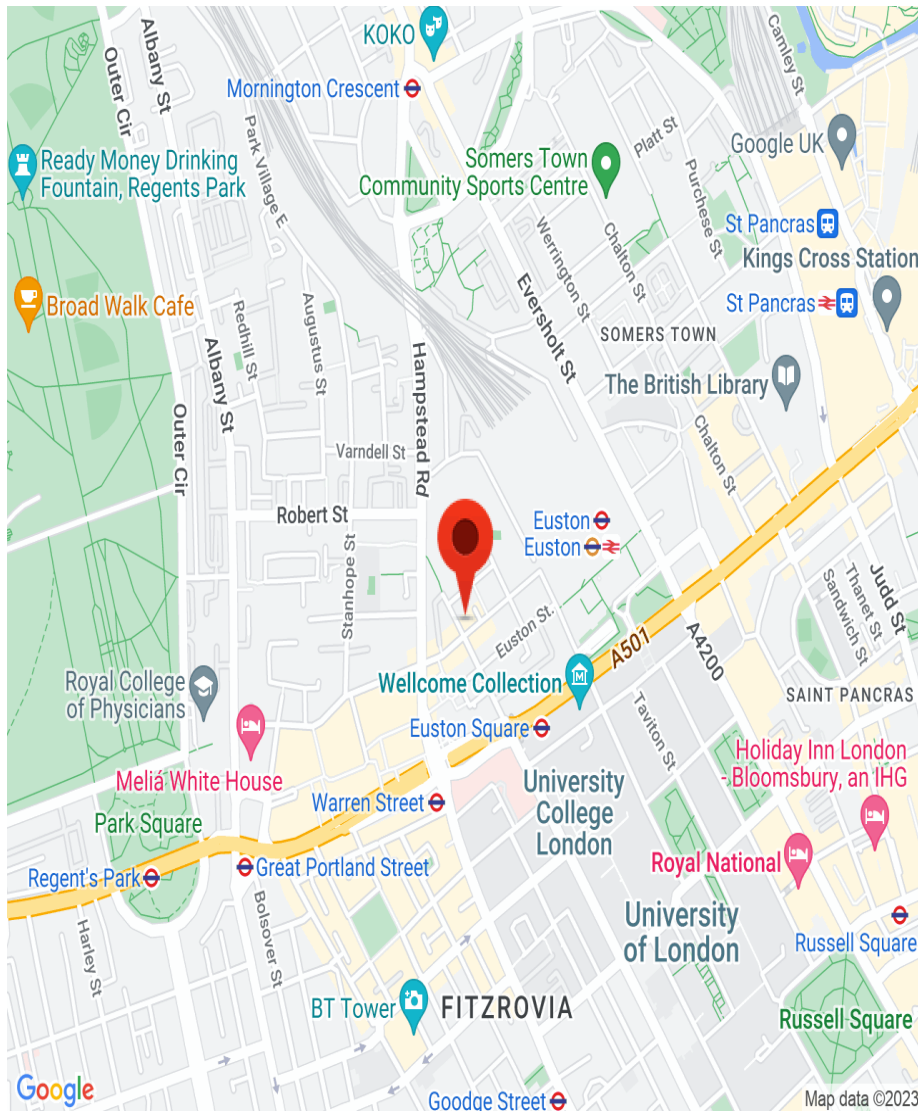 KOKO
Albany St
Outer Cir
Camley St
Mornington Crescent
Park Village E
Platt St
Google UK
Ready Money Drinking
Fountain, Regents Park
Somers Town
Community Sports Centre
Purchese St
Werrington St
Chalton St
St Pancras
Kings Cross Station
Broad Walk Cafe
Redhill St
Augustus St
Eversholt St
St Pancras
SOMERS TOWN
Albany St
Hampstead Rd
The British Library
Outer Cir
Varndell St
Chalton St
Robert St
Euston
Euston
Stanhope St
Judd St
Thanet St
Sandwich St
Euston St.
A501
A4200
Royal College
of Physicians
Wellcome Collection
SAINT PANCRAS
Euston Square
Taviton St
Meliá White House
Holiday Inn London
- Bloomsbury, an IHG
University
College
London
Warren Street
Park Square
Royal National
Great Portland Street
Regent's Park
Bolsover St
Harley St
University
of London
Russell Square
BT Tower
FITZROVIA
Russell Square
Google
Goodge Street
Map data ©2023